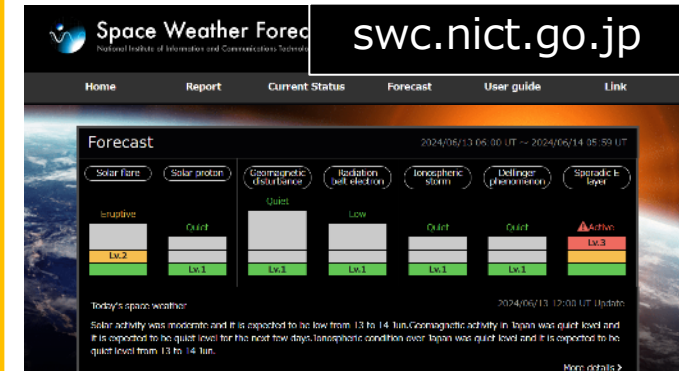 Space Weather Forec
swc.nict.go.jp
National Institute of Information and Communications Technolo
Home Report Current Status Forecast User guide Link
Forecast 2024/06/13 06:00 UT ~ 2024/06/14 05:59 UT
Solar flare Solar proton Geomagnetic disturbance Radiation belt electron Ionospheric storm Dellinger phenomenon Sporadic E layer
Eruptive Quiet Quiet Low Quiet Quiet Active
Lv.2 Lv.1 Lv.1 Lv.1 Lv.1 Lv.1 Lv.3
Today's space weather 2024/06/13 12:00 UT Update
Solar activity was moderate and it is expected to be low from 13 to 14 Jun.Geomagnetic activity in Japan was quiet level and
it is expected to be quiet level for the next few days.Ionospheric condition over Japan was quiet level and it is expected to be
quiet level from 13 to 14 Jun.
More details >